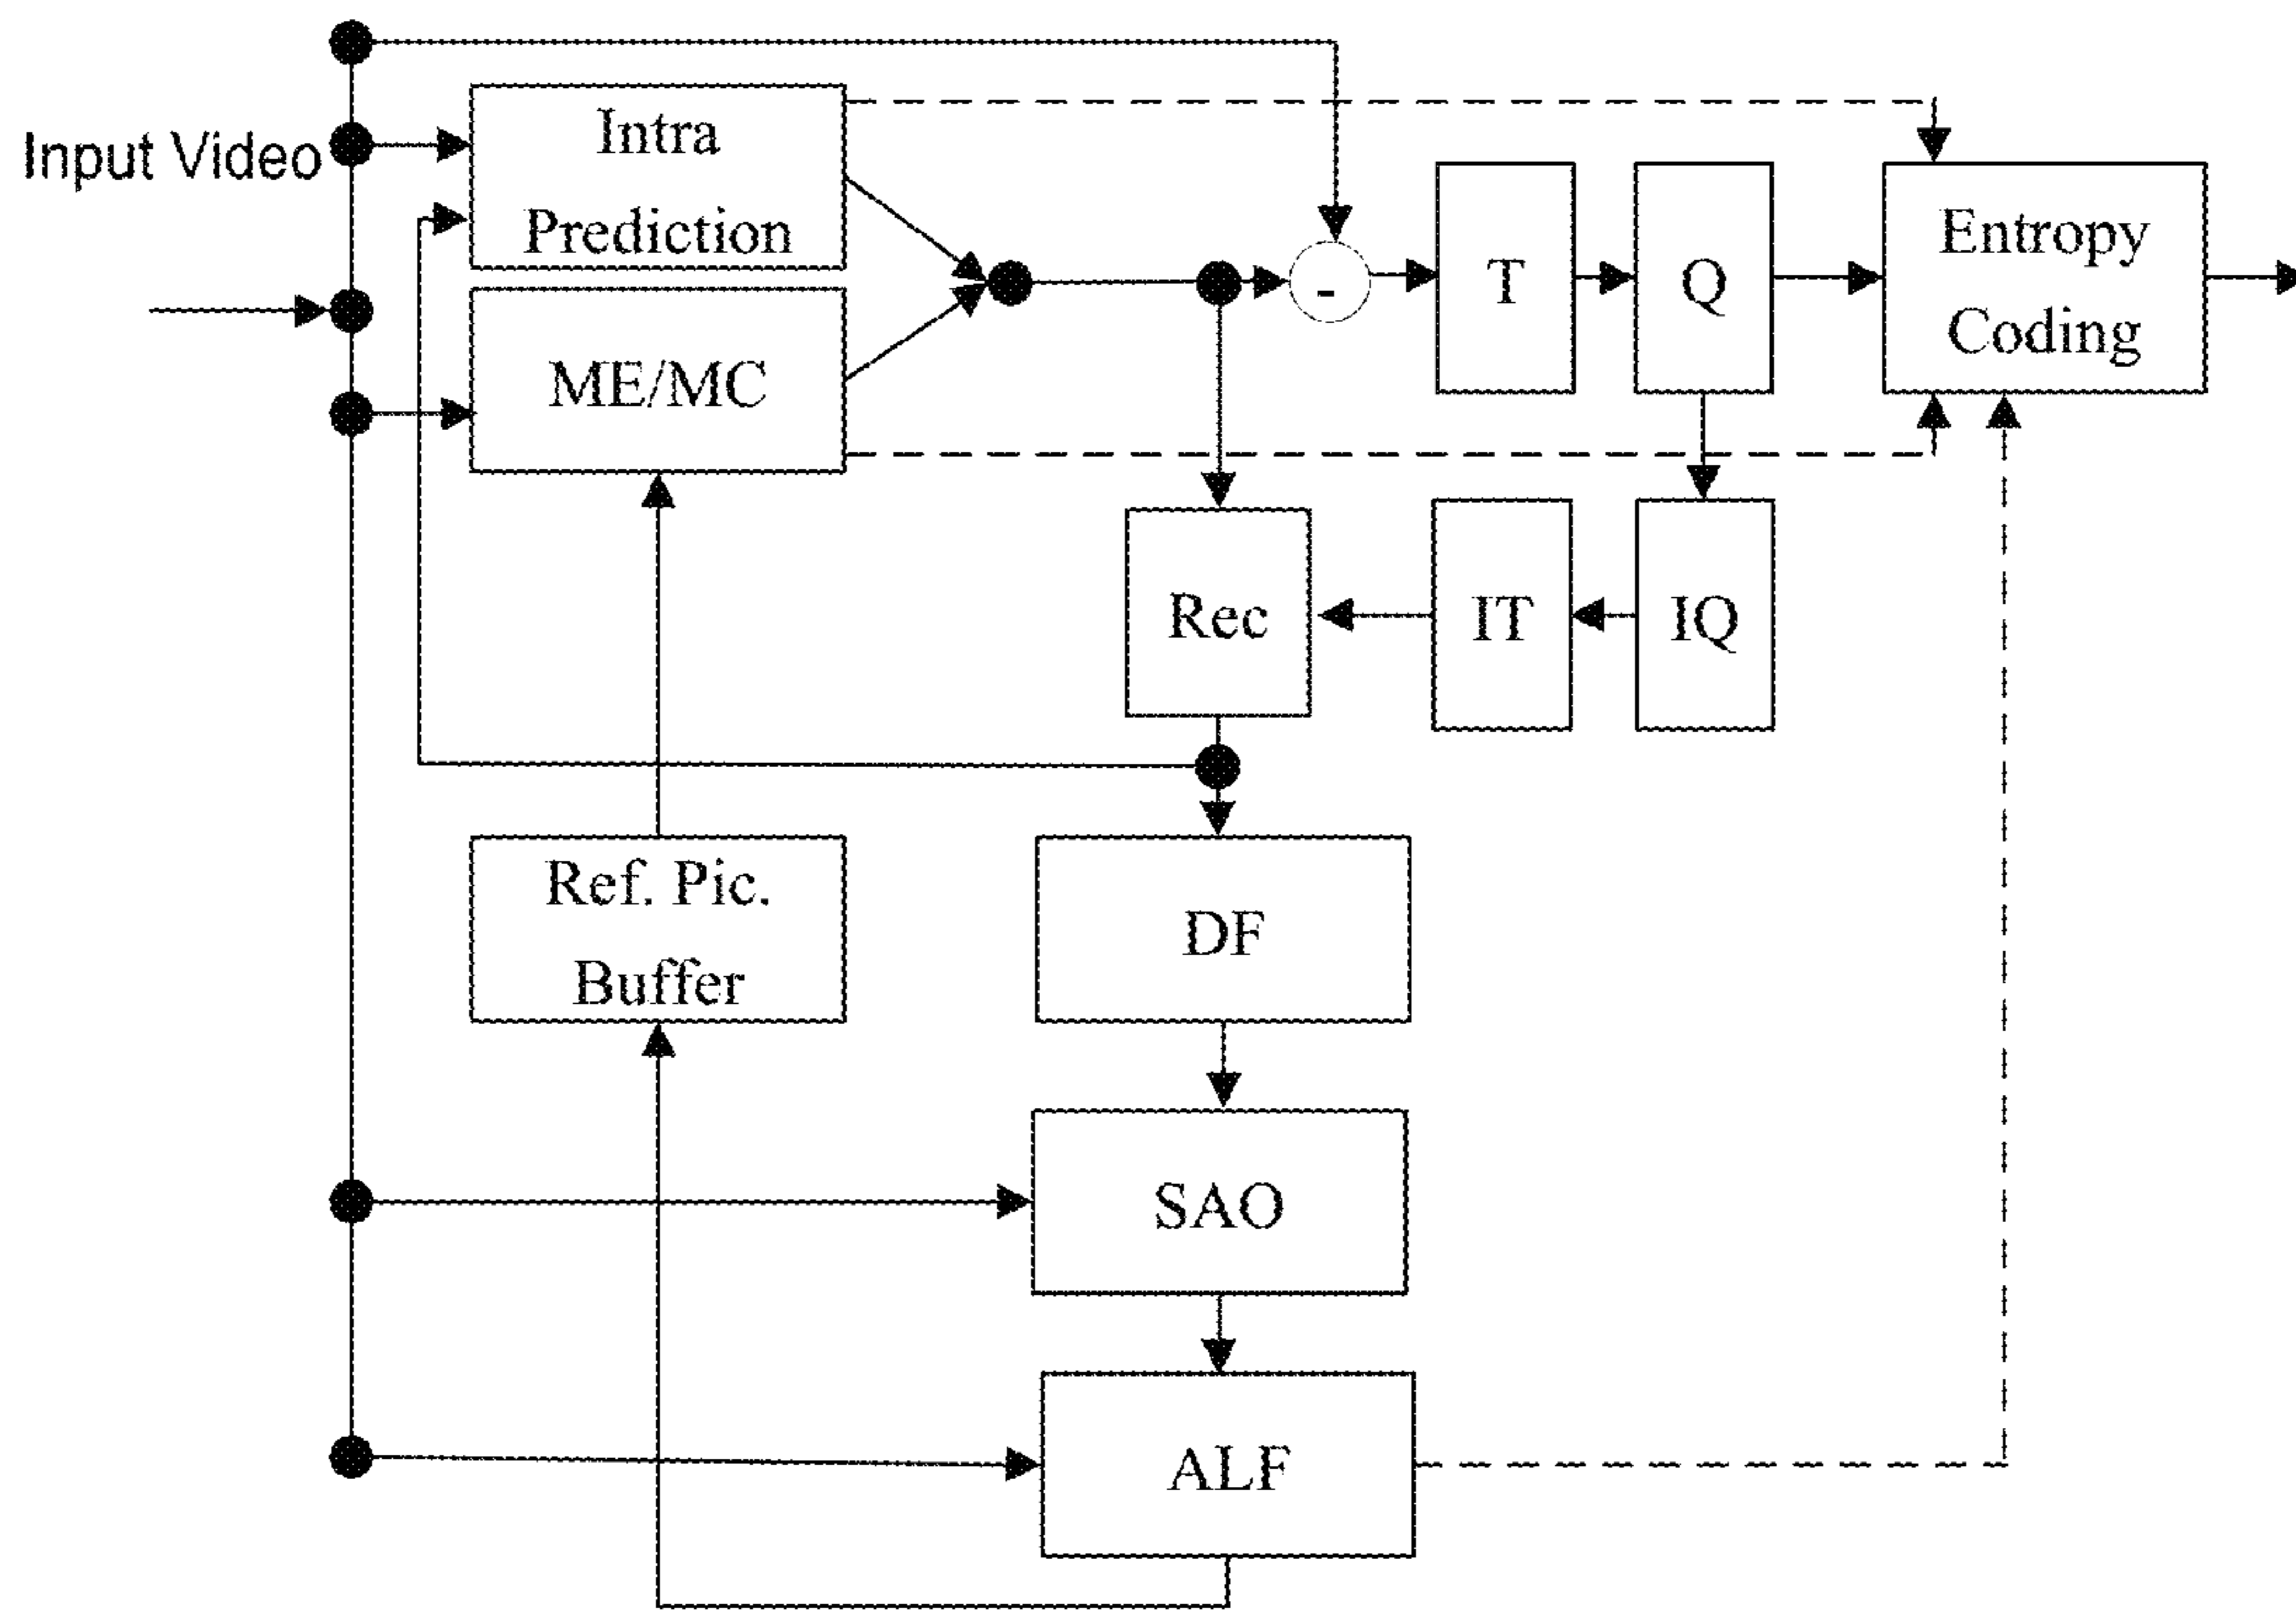 Input Video
Intra
Prediction
ME/MC
-
T
Q
Entropy
Coding
Rec
IT
IQ
Ref. Pic.
Buffer
DF
SAO
ALF